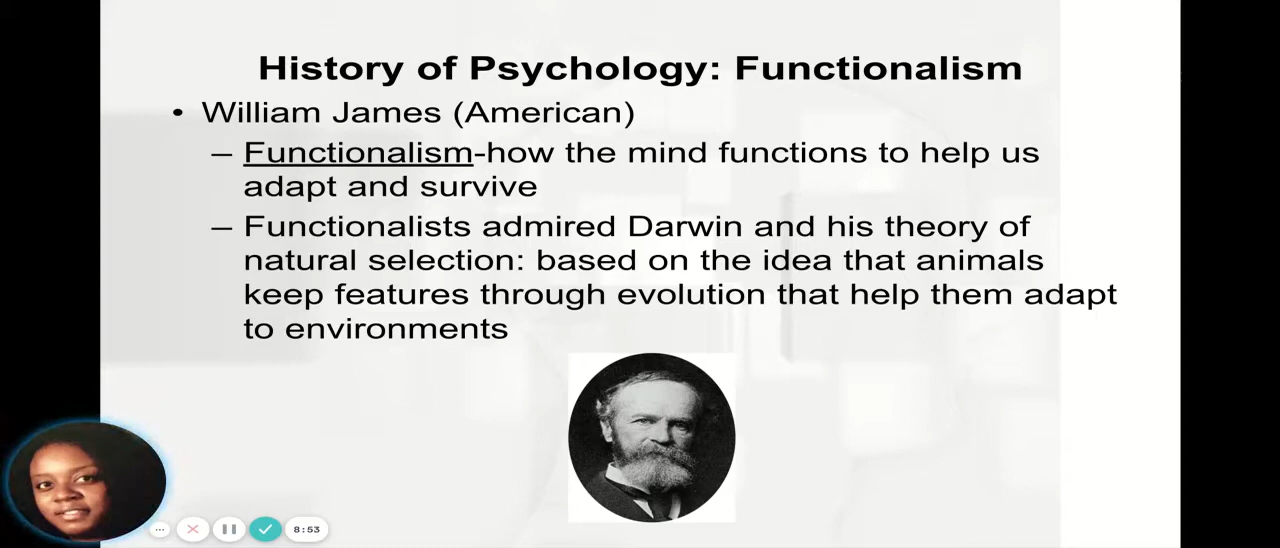 History of Psychology: Functionalism
• William James (American)
– Functionalism-how the mind functions to help us
adapt and survive
– Functionalists admired Darwin and his theory of
natural selection: based on the idea that animals
keep features through evolution that help them adapt
to environments
8:53